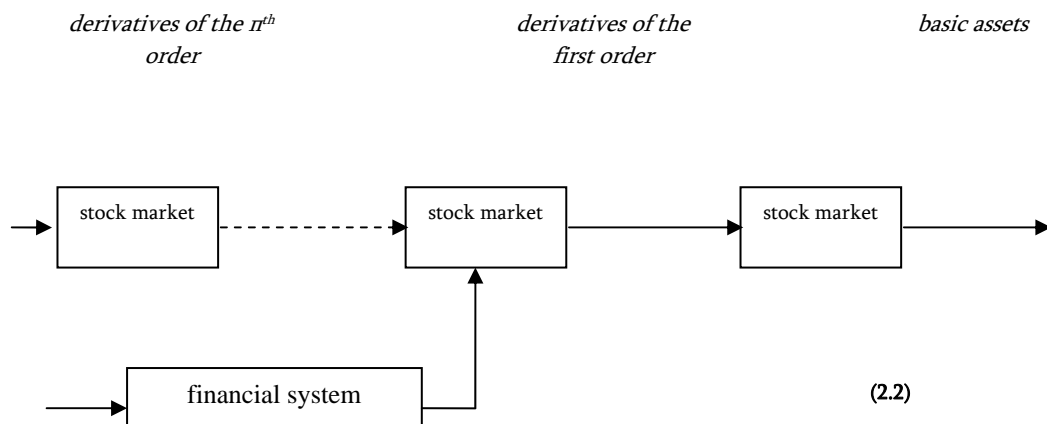 derivatives of the nᵗʰ
order
derivatives of the
first order
basic assets
stock market
stock market
stock market
financial system
(2.2)